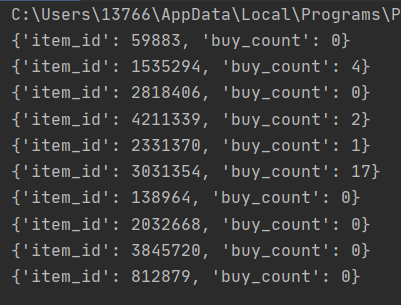 C:\Users\13766\AppData\Local\Programs\P
{'item_id': 59883, 'buy_count': 0}
{'item_id': 1535294, 'buy_count': 4}
{'item_id': 2818406, 'buy_count': 0}
{'item_id': 4211339, 'buy_count': 2}
{'item_id': 2331370, 'buy_count': 1}
{'item_id': 3031354, 'buy_count': 17}
{'item_id': 138964, 'buy_count': 0}
{'item_id': 2032668, 'buy_count': 0}
{'item_id': 3845720, 'buy_count': 0}
{'item_id': 812879, 'buy_count': 0}